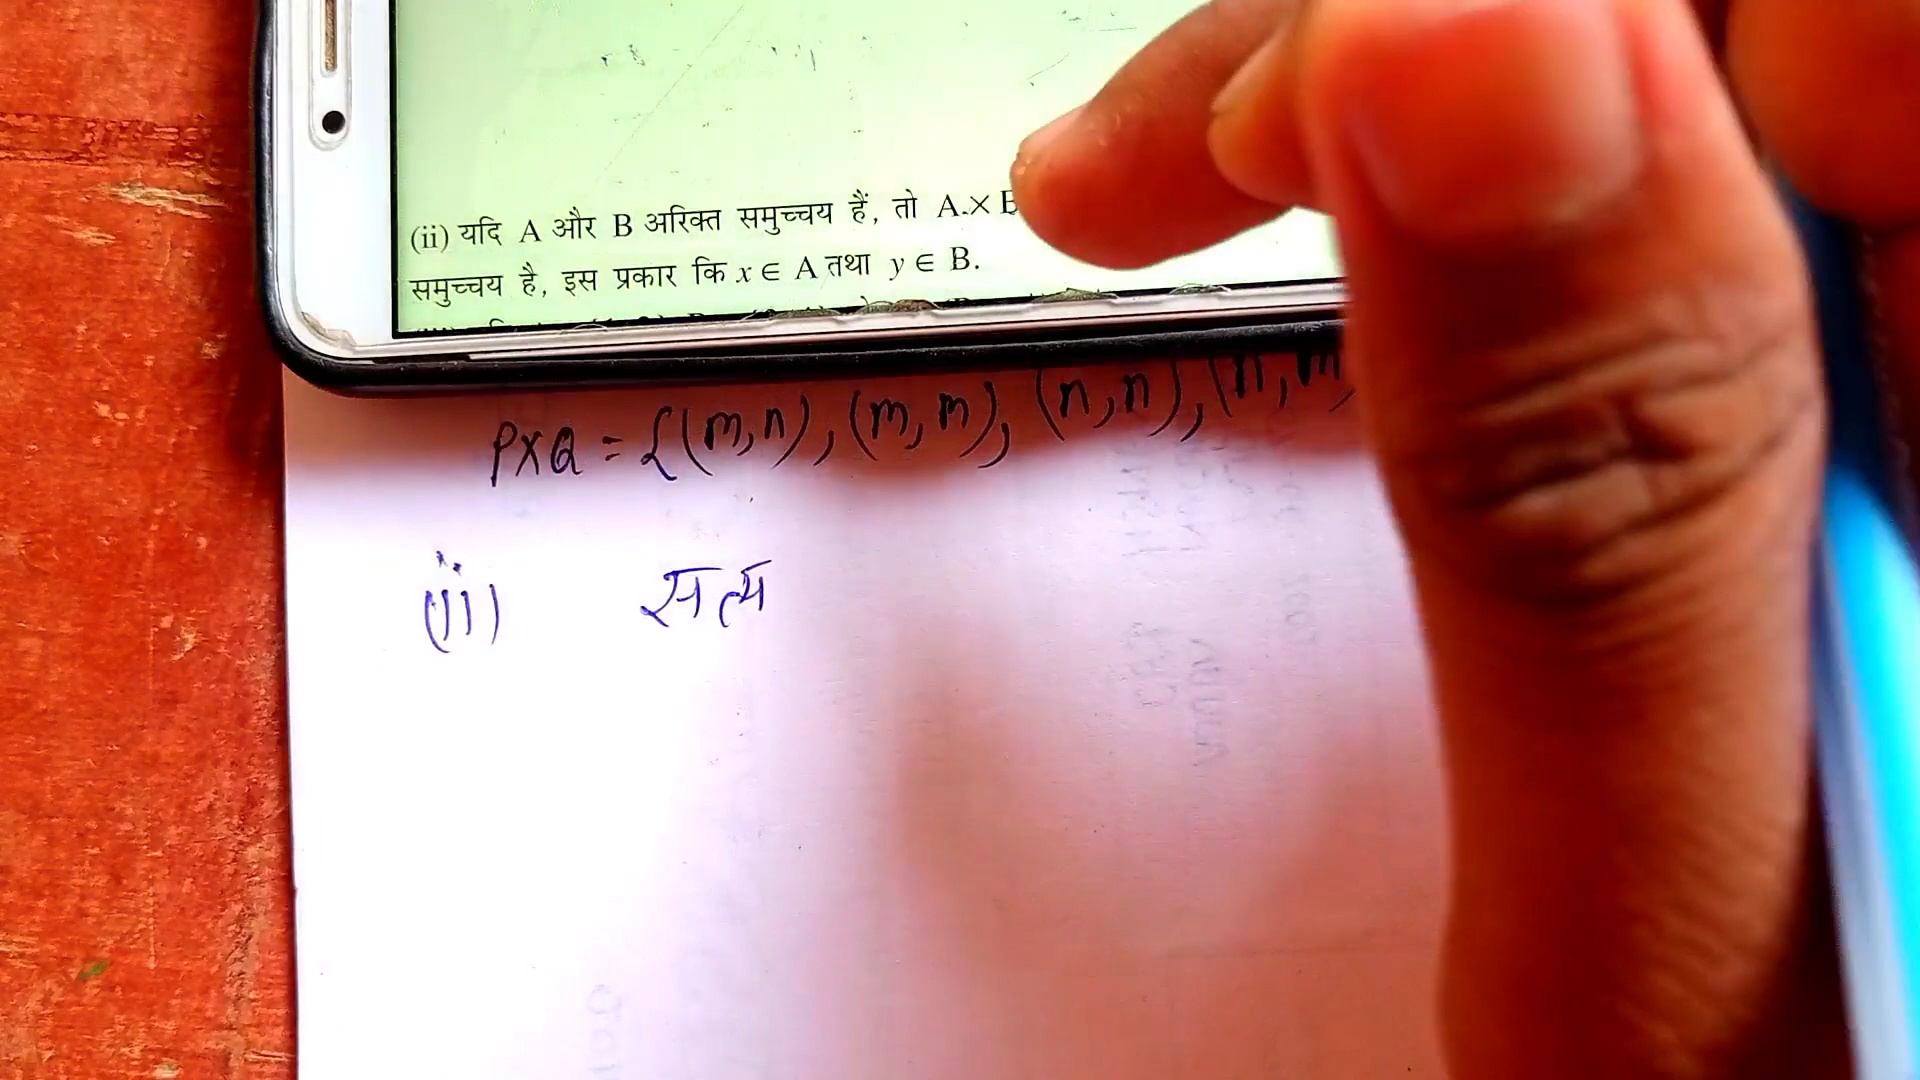 (ii) यदि A और B अरिक्त समुच्चय हैं, तो A × B
समुच्चय है, इस प्रकार कि x ∈ A तथा y ∈ B.
P×Q = {(m,n), (m,m), (n,n), (n,m,
(ii) सत्य